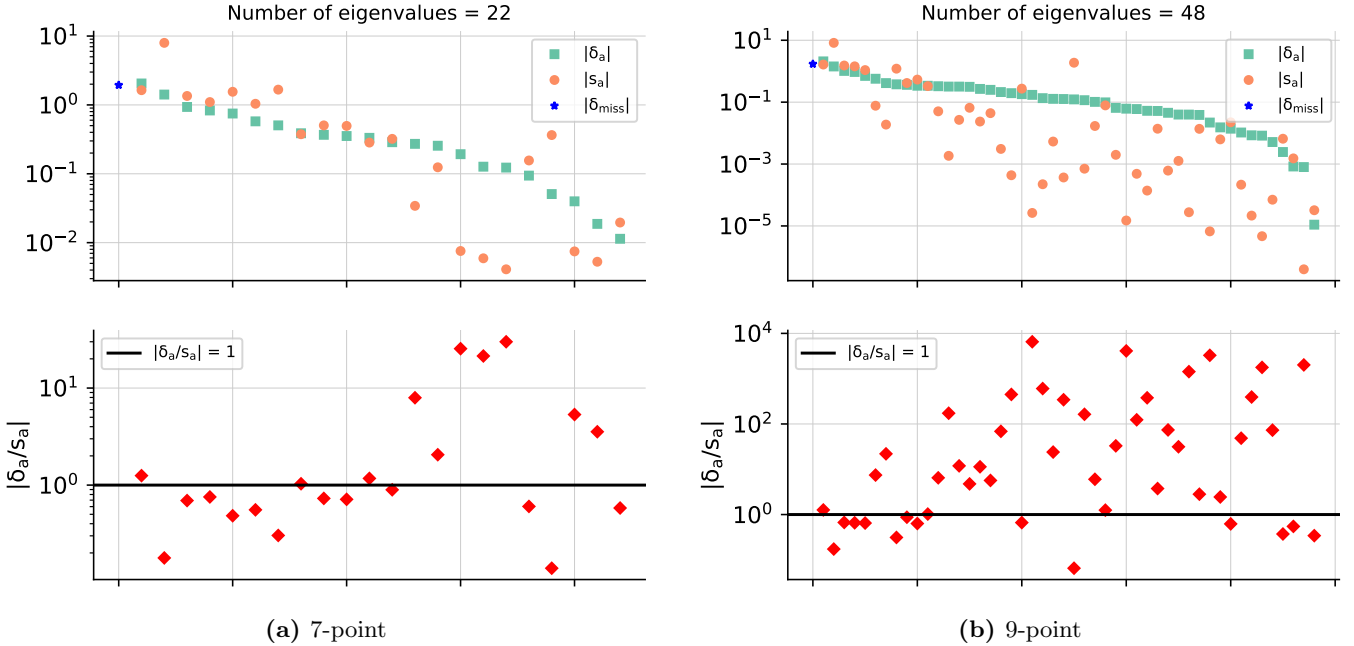 Number of eigenvalues = 22
10¹
10⁰
10⁻¹
10⁻²
|δₐ|
|sₐ|
|δₘᵢₛₛ|
|δₐ/sₐ|
10¹
10⁰
|δₐ/sₐ| = 1
(a) 7-point
Number of eigenvalues = 48
10¹
10⁻¹
10⁻³
10⁻⁵
|δₐ|
|sₐ|
|δₘᵢₛₛ|
|δₐ/sₐ|
10⁴
10²
10⁰
|δₐ/sₐ| = 1
(b) 9-point